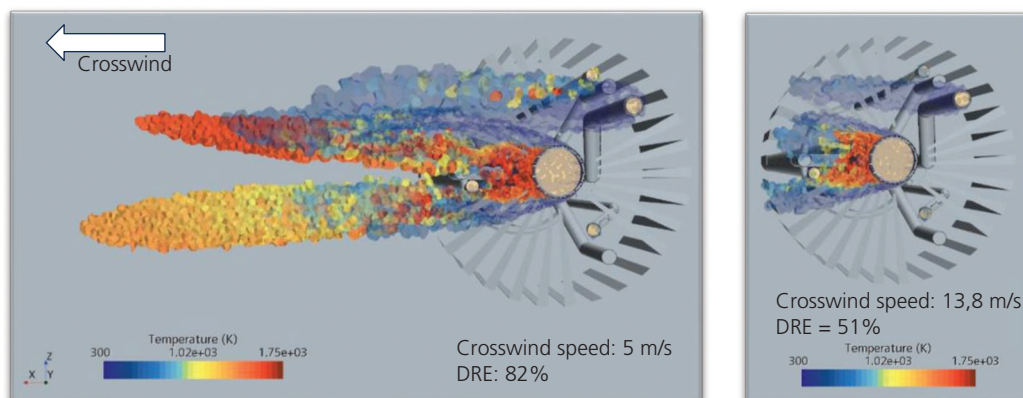 Crosswind
Temperature (K)
300 1.02e+03 1.75e+03
Z
X Y
Crosswind speed: 5 m/s
DRE: 82%
Crosswind speed: 13,8 m/s
DRE = 51%
Temperature (K)
300 1.02e+03 1.75e+03